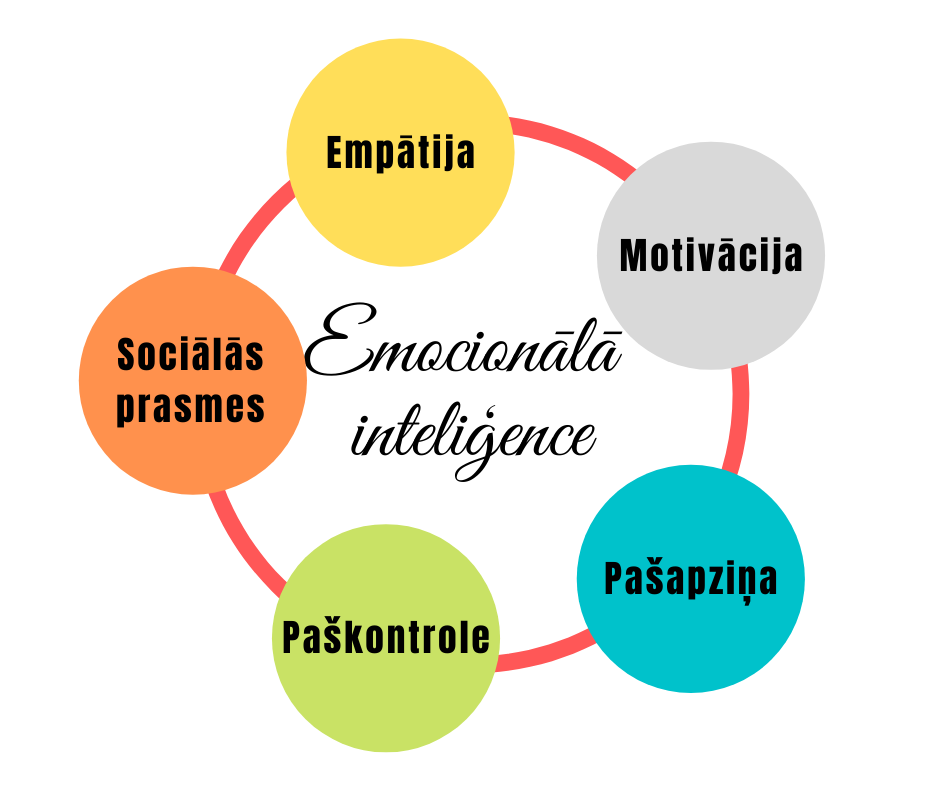 Empātija
Motivācija
Sociālās
prasmes
Emocionālā
inteliģence
Pašapziņa
Paškontrole